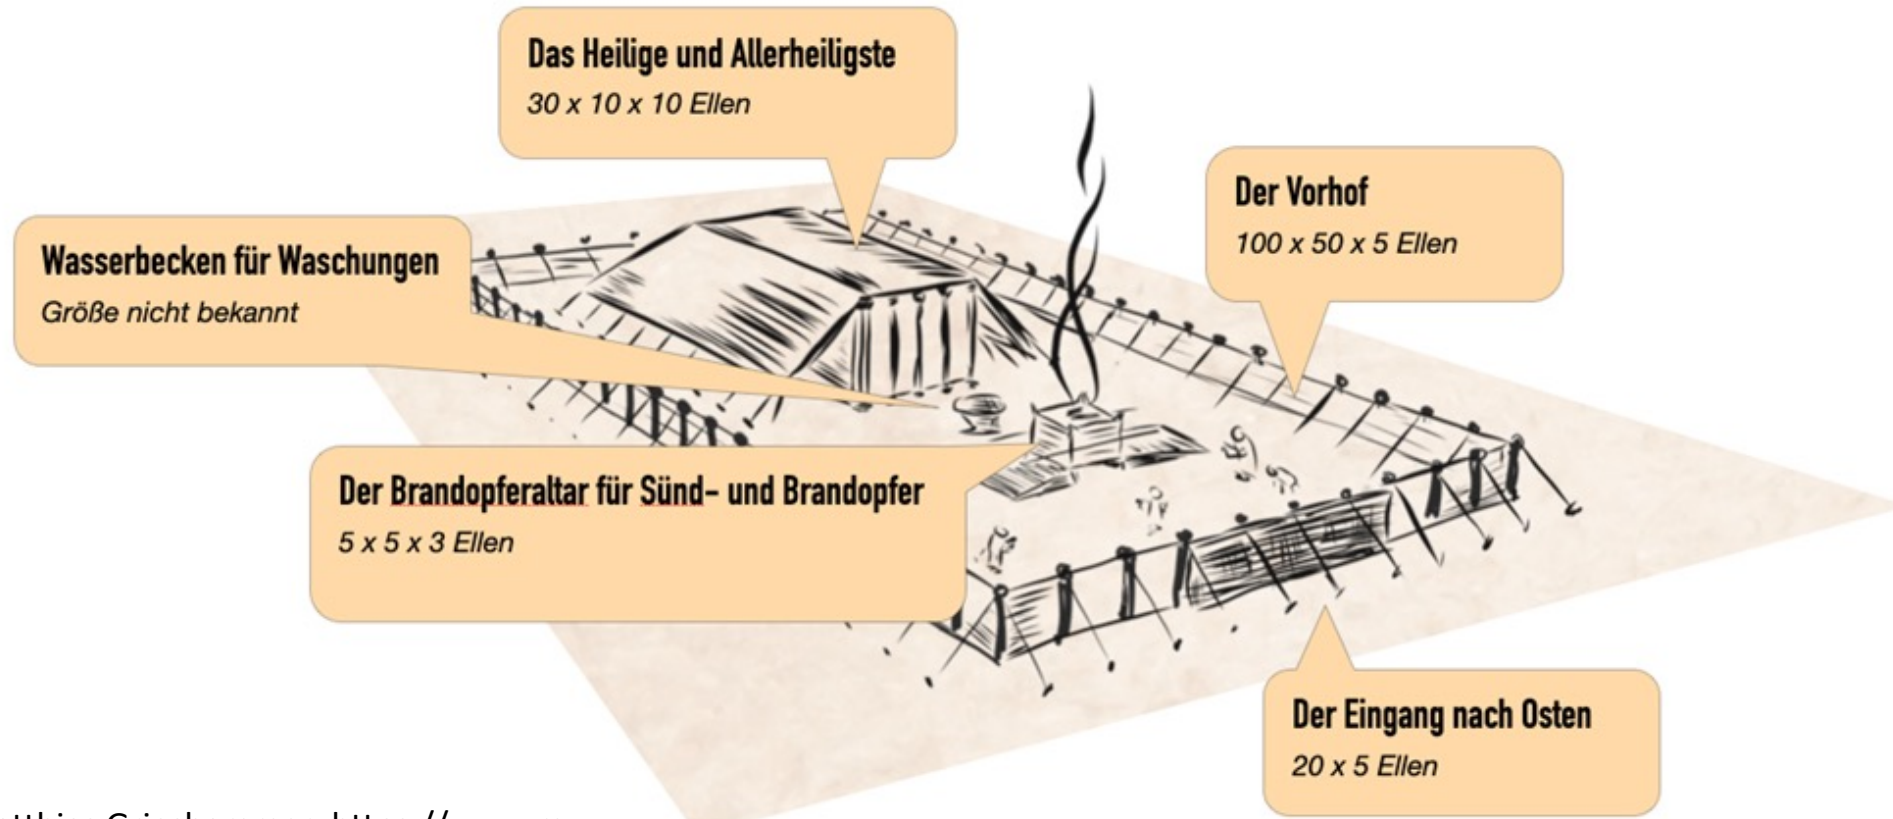 Das Heilige und Allerheiligste
30 x 10 x 10 Ellen
Der Vorhof
100 x 50 x 5 Ellen
Wasserbecken für Waschungen
Größe nicht bekannt
Der Brandopferaltar für Sünd- und Brandopfer
5 x 5 x 3 Ellen
Der Eingang nach Osten
20 x 5 Ellen